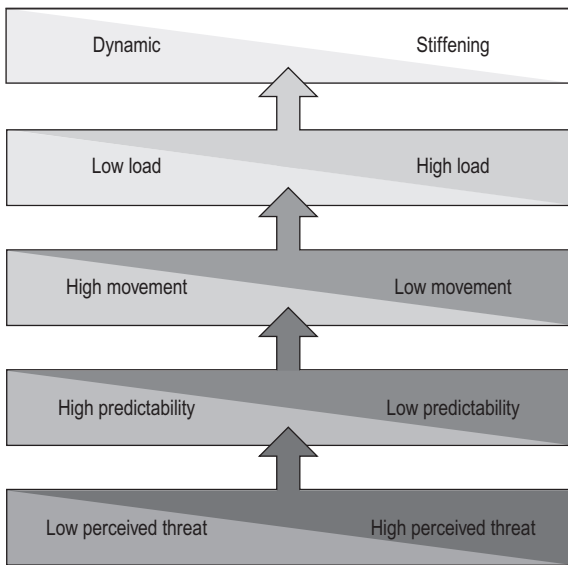 Dynamic Stiffening
Low load High load
High movement Low movement
High predictability Low predictability
Low perceived threat High perceived threat